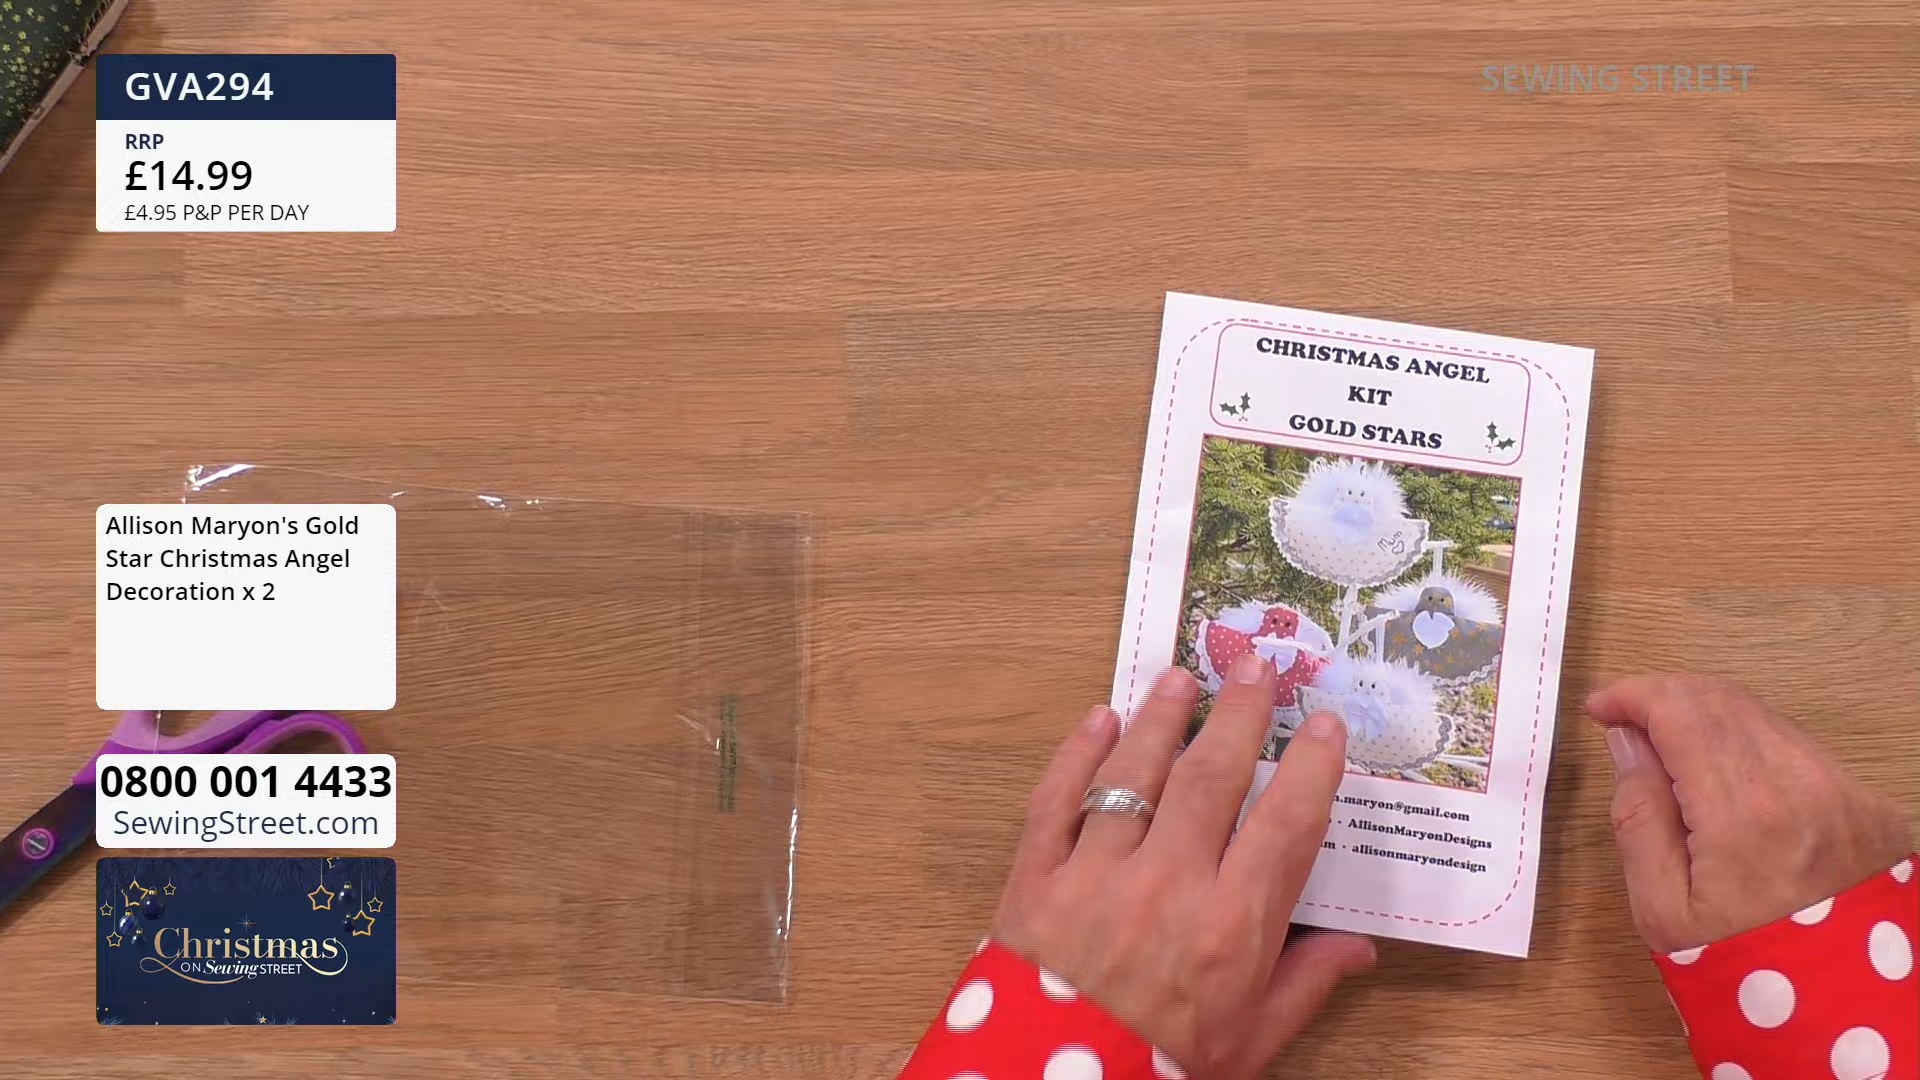 GVA294
RRP
£14.99
£4.95 P&P PER DAY
SEWING STREET
CHRISTMAS ANGEL
KIT
GOLD STARS
Allison Maryon's Gold
Star Christmas Angel
Decoration x 2
n.maryon@gmail.com
· AllisonMaryonDesigns
m · allisonmaryondesign
0800 001 4433
SewingStreet.com
Christmas
ON Sewing STREET